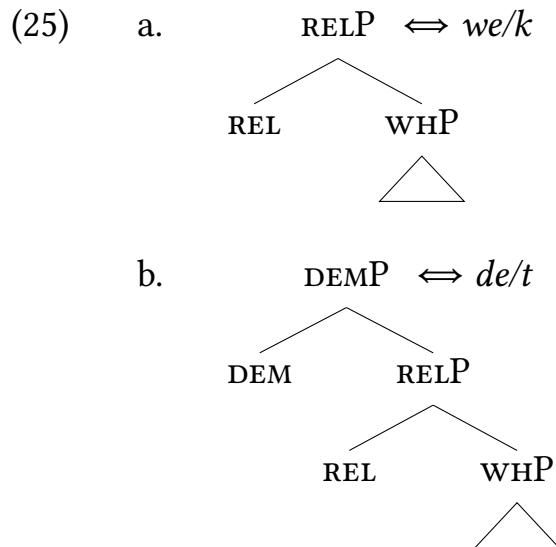 (25) a. RELP ⇔ we/k
REL WHP
b. DEMP ⇔ de/t
DEM RELP
REL WHP